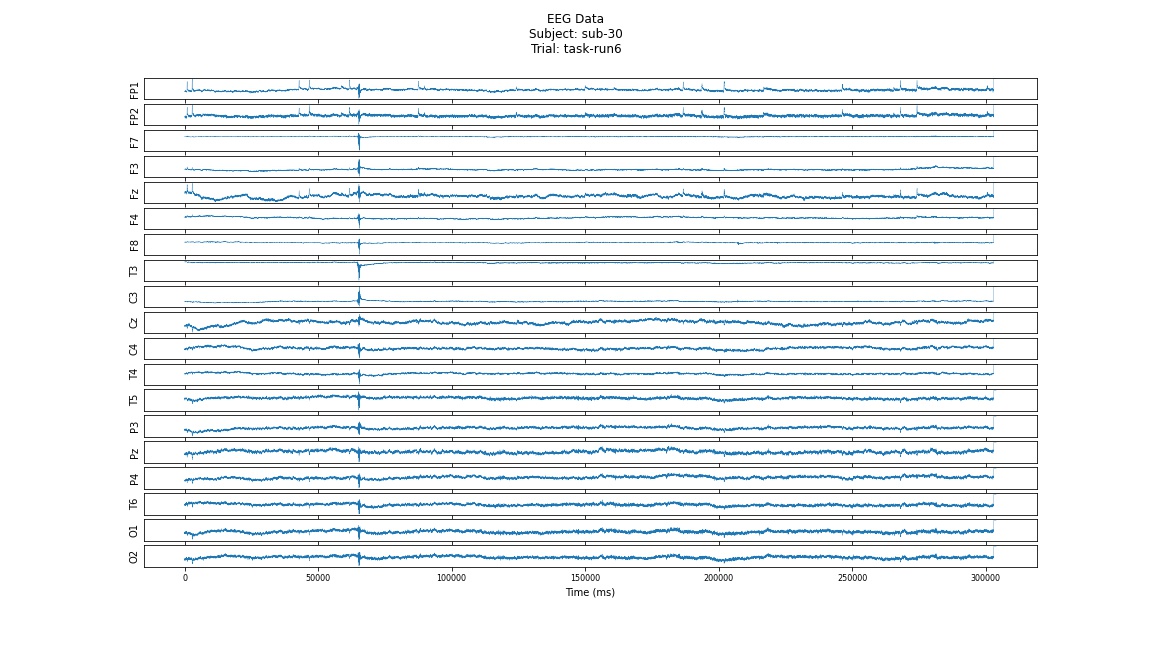 EEG Data
Subject: sub-30
Trial: task-run6
FP1
FP2
F7
F3
Fz
F4
F8
T3
C3
Cz
C4
T4
T5
P3
Pz
P4
T6
O1
O2
0 50000 100000 150000 200000 250000 300000
Time (ms)